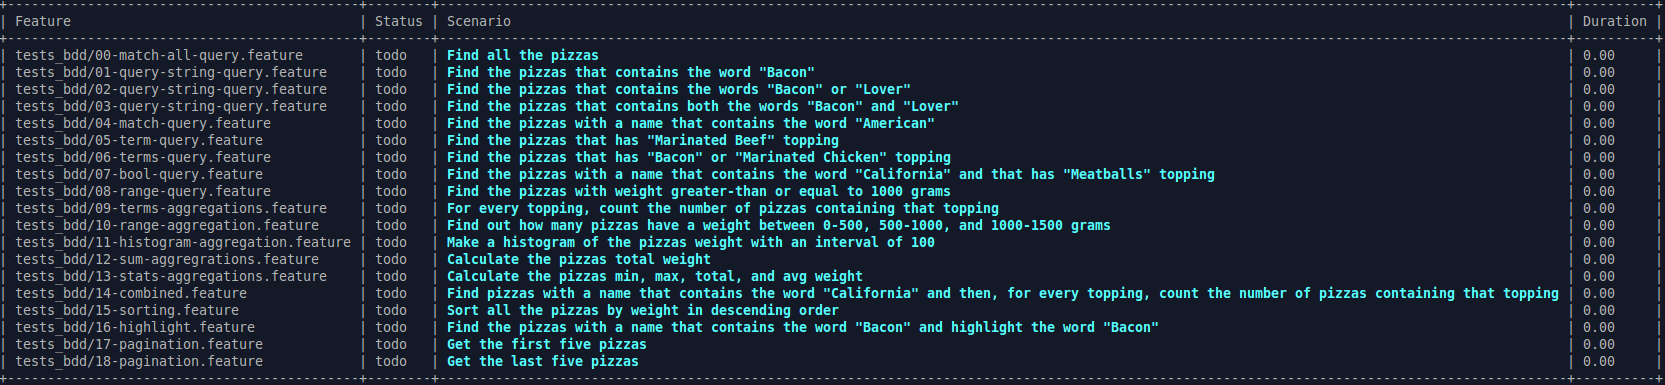 | Feature | Status | Scenario | Duration |
| tests_bdd/00-match-all-query.feature | todo | Find all the pizzas | 0.00 |
| tests_bdd/01-query-string-query.feature | todo | Find the pizzas that contains the word "Bacon" | 0.00 |
| tests_bdd/02-query-string-query.feature | todo | Find the pizzas that contains the words "Bacon" or "Lover" | 0.00 |
| tests_bdd/03-query-string-query.feature | todo | Find the pizzas that contains both the words "Bacon" and "Lover" | 0.00 |
| tests_bdd/04-match-query.feature | todo | Find the pizzas with a name that contains the word "American" | 0.00 |
| tests_bdd/05-term-query.feature | todo | Find the pizzas that has "Marinated Beef" topping | 0.00 |
| tests_bdd/06-terms-query.feature | todo | Find the pizzas that has "Bacon" or "Marinated Chicken" topping | 0.00 |
| tests_bdd/07-bool-query.feature | todo | Find the pizzas with a name that contains the word "California" and that has "Meatballs" topping | 0.00 |
| tests_bdd/08-range-query.feature | todo | Find the pizzas with weight greater-than or equal to 1000 grams | 0.00 |
| tests_bdd/09-terms-aggregations.feature | todo | For every topping, count the number of pizzas containing that topping | 0.00 |
| tests_bdd/10-range-aggregation.feature | todo | Find out how many pizzas have a weight between 0-500, 500-1000, and 1000-1500 grams | 0.00 |
| tests_bdd/11-histogram-aggregation.feature | todo | Make a histogram of the pizzas weight with an interval of 100 | 0.00 |
| tests_bdd/12-sum-aggregrations.feature | todo | Calculate the pizzas total weight | 0.00 |
| tests_bdd/13-stats-aggregations.feature | todo | Calculate the pizzas min, max, total, and avg weight | 0.00 |
| tests_bdd/14-combined.feature | todo | Find pizzas with a name that contains the word "California" and then, for every topping, count the number of pizzas containing that topping | 0.00 |
| tests_bdd/15-sorting.feature | todo | Sort all the pizzas by weight in descending order | 0.00 |
| tests_bdd/16-highlight.feature | todo | Find the pizzas with a name that contains the word "Bacon" and highlight the word "Bacon" | 0.00 |
| tests_bdd/17-pagination.feature | todo | Get the first five pizzas | 0.00 |
| tests_bdd/18-pagination.feature | todo | Get the last five pizzas | 0.00 |